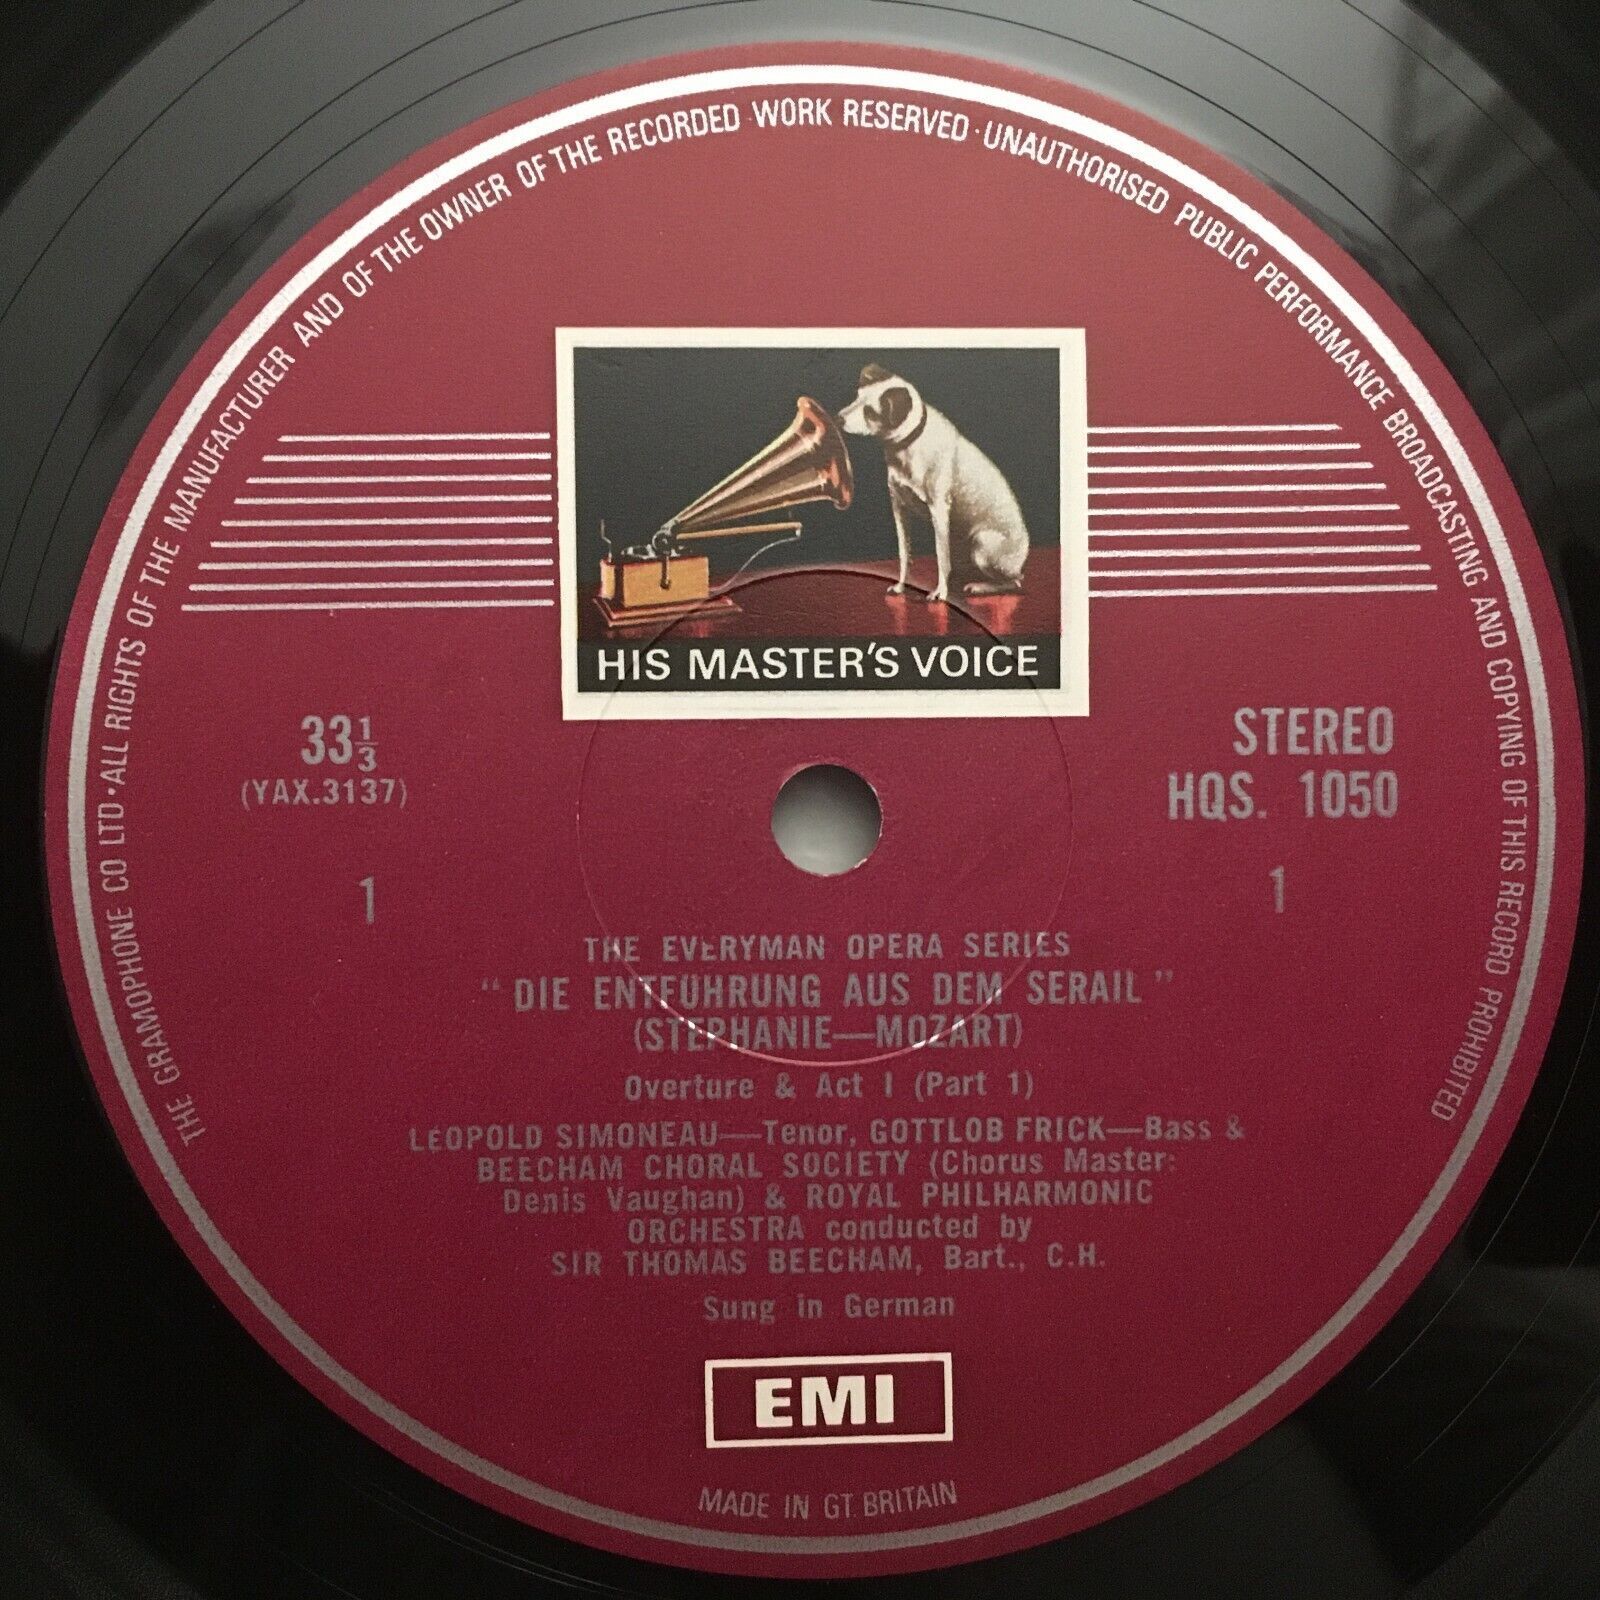 THE GRAMOPHONE CO LTD · ALL RIGHTS OF THE MANUFACTURER AND OF THE OWNER OF THE RECORDED WORK RESERVED · UNAUTHORISED PUBLIC PERFORMANCE BROADCASTING AND COPYING OF THIS RECORD PROHIBITED
HIS MASTER'S VOICE
33⅓
(YAX.3137)
1
STEREO
HQS. 1050
1
THE EVERYMAN OPERA SERIES
" DIE ENTFUHRUNG AUS DEM SERAIL "
(STEPHANIE—MOZART)
Overture & Act I (Part 1)
LEOPOLD SIMONEAU—Tenor, GOTTLOB FRICK—Bass &
BEECHAM CHORAL SOCIETY (Chorus Master:
Denis Vaughan) & ROYAL PHILHARMONIC
ORCHESTRA conducted by
SIR THOMAS BEECHAM, Bart., C.H.
Sung in German
EMI
MADE IN GT. BRITAIN